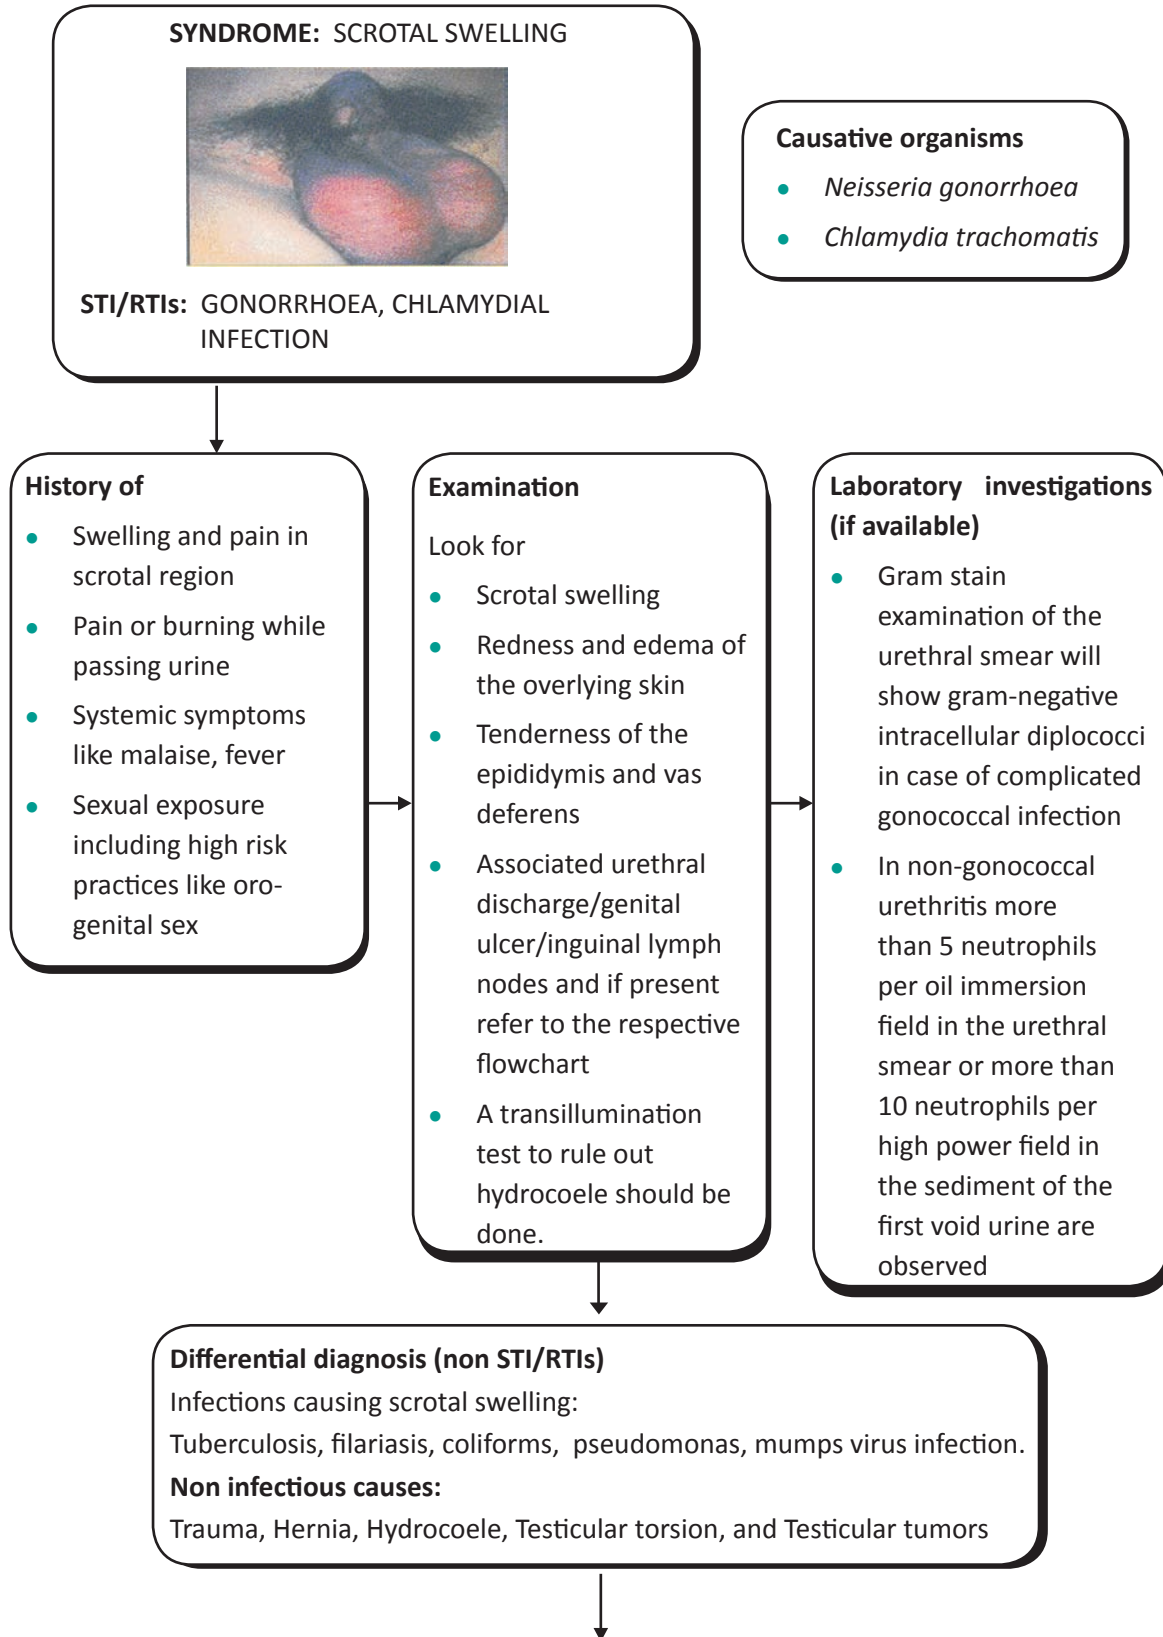 SYNDROME: SCROTAL SWELLING
STI/RTIs: GONORRHOEA, CHLAMYDIAL
INFECTION
Causative organisms
• Neisseria gonorrhoea
• Chlamydia trachomatis
History of
• Swelling and pain in
scrotal region
• Pain or burning while
passing urine
• Systemic symptoms
like malaise, fever
• Sexual exposure
including high risk
practices like oro-
genital sex
Examination
Look for
• Scrotal swelling
• Redness and edema of
the overlying skin
• Tenderness of the
epididymis and vas
deferens
• Associated urethral
discharge/genital
ulcer/inguinal lymph
nodes and if present
refer to the respective
flowchart
• A transillumination
test to rule out
hydrocoele should be
done.
Laboratory investigations
(if available)
• Gram stain
examination of the
urethral smear will
show gram-negative
intracellular diplococci
in case of complicated
gonococcal infection
• In non-gonococcal
urethritis more
than 5 neutrophils
per oil immersion
field in the urethral
smear or more than
10 neutrophils per
high power field in
the sediment of the
first void urine are
observed
Differential diagnosis (non STI/RTIs)
Infections causing scrotal swelling:
Tuberculosis, filariasis, coliforms, pseudomonas, mumps virus infection.
Non infectious causes:
Trauma, Hernia, Hydrocoele, Testicular torsion, and Testicular tumors